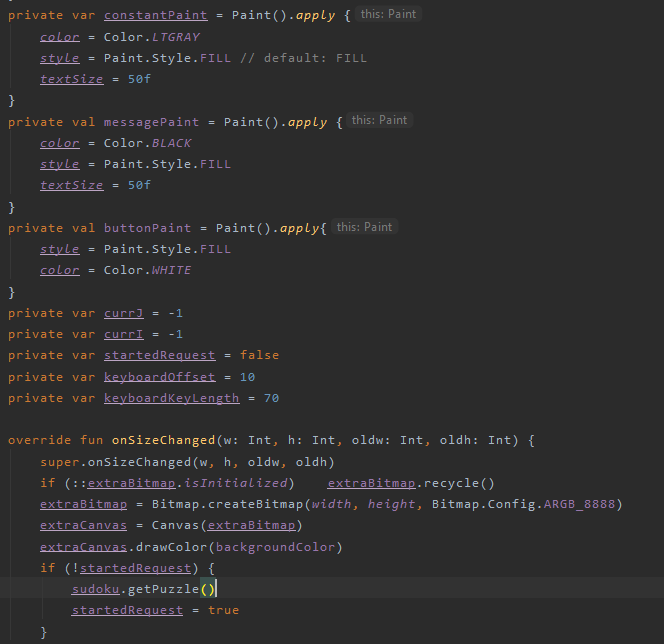 private var constantPaint = Paint().apply { this: Paint
    color = Color.LTGRAY
    style = Paint.Style.FILL // default: FILL
    textSize = 50f
}
private val messagePaint = Paint().apply { this: Paint
    color = Color.BLACK
    style = Paint.Style.FILL
    textSize = 50f
}
private val buttonPaint = Paint().apply{ this: Paint
    style = Paint.Style.FILL
    color = Color.WHITE
}
private var currJ = -1
private var currI = -1
private var startedRequest = false
private var keyboardOffset = 10
private var keyboardKeyLength = 70

override fun onSizeChanged(w: Int, h: Int, oldw: Int, oldh: Int) {
    super.onSizeChanged(w, h, oldw, oldh)
    if (::extraBitmap.isInitialized)    extraBitmap.recycle()
    extraBitmap = Bitmap.createBitmap(width, height, Bitmap.Config.ARGB_8888)
    extraCanvas = Canvas(extraBitmap)
    extraCanvas.drawColor(backgroundColor)
    if (!startedRequest) {
        sudoku.getPuzzle()
        startedRequest = true
    }